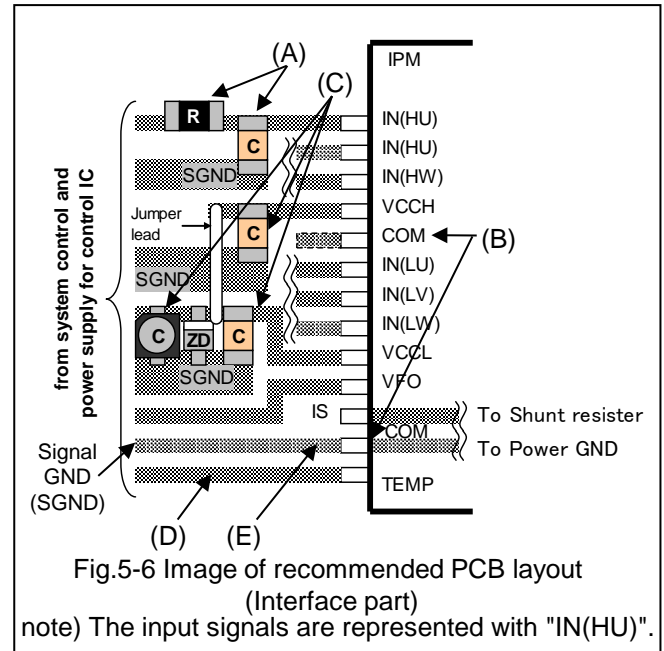 (A)
IPM
(C)
R
IN(HU)
C
IN(HU)
SGND
IN(HW)
from system control and
power supply for control IC
Jumper
lead
VCCH
C
COM
(B)
IN(LU)
SGND
IN(LV)
IN(LW)
C
ZD
C
VCCL
SGND
VFO
IS
To Shunt resister
COM
Signal
GND
(SGND)
To Power GND
TEMP
(D)
(E)
Fig.5-6 Image of recommended PCB layout
(Interface part)
note) The input signals are represented with "IN(HU)".